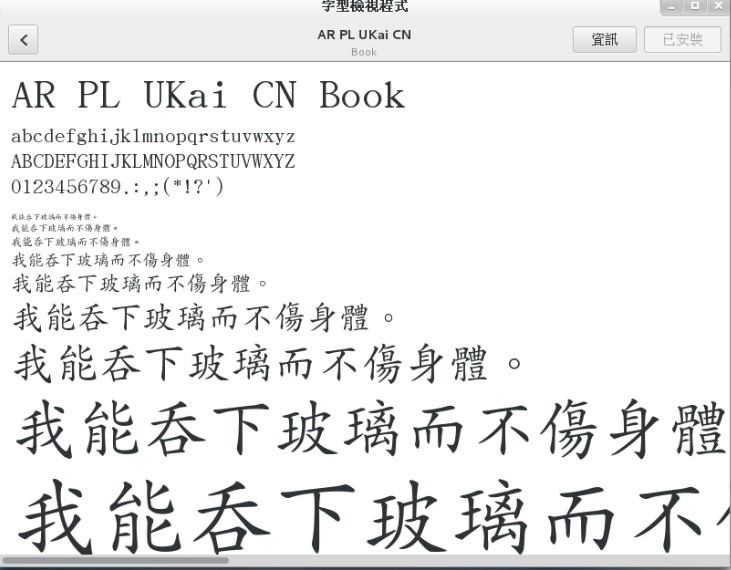 字型檢視程式
AR PL UKai CN
Book
資訊
已安裝
AR PL UKai CN Book
abcdefghijklmnopqrstuvwxyz
ABCDEFGHIJKLMNOPQRSTUVWXYZ
0123456789.:,;(*!?')
我能吞下玻璃而不傷身體。
我能吞下玻璃而不傷身體。
我能吞下玻璃而不傷身體。
我能吞下玻璃而不傷身體。
我能吞下玻璃而不傷身體。
我能吞下玻璃而不傷身體。
我能吞下玻璃而不傷身體。
我能吞下玻璃而不傷身體
我能吞下玻璃而不